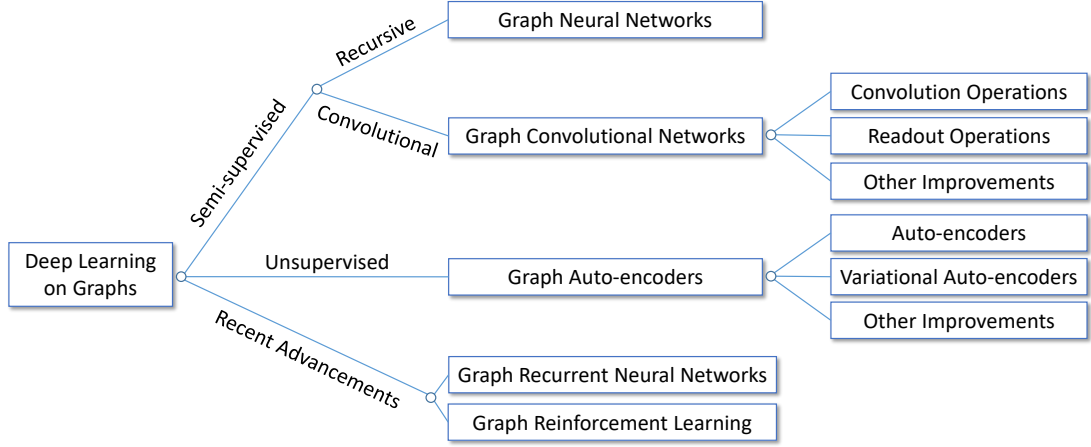 Graph Neural Networks
Recursive
Convolution Operations
Semi-supervised
Convolutional
Graph Convolutional Networks
Readout Operations
Other Improvements
Auto-encoders
Deep Learning
on Graphs
Unsupervised
Graph Auto-encoders
Variational Auto-encoders
Other Improvements
Recent Advancements
Graph Recurrent Neural Networks
Graph Reinforcement Learning